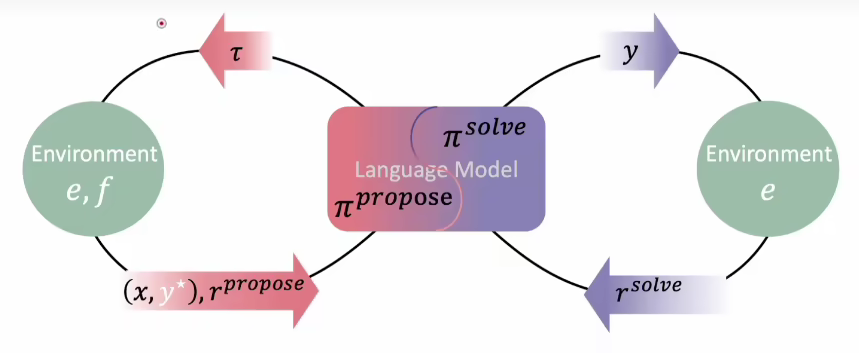 τ
y
π^solve
Language Model
π^propose
Environment
e, f
Environment
e
(x, y*), r^propose
r^solve